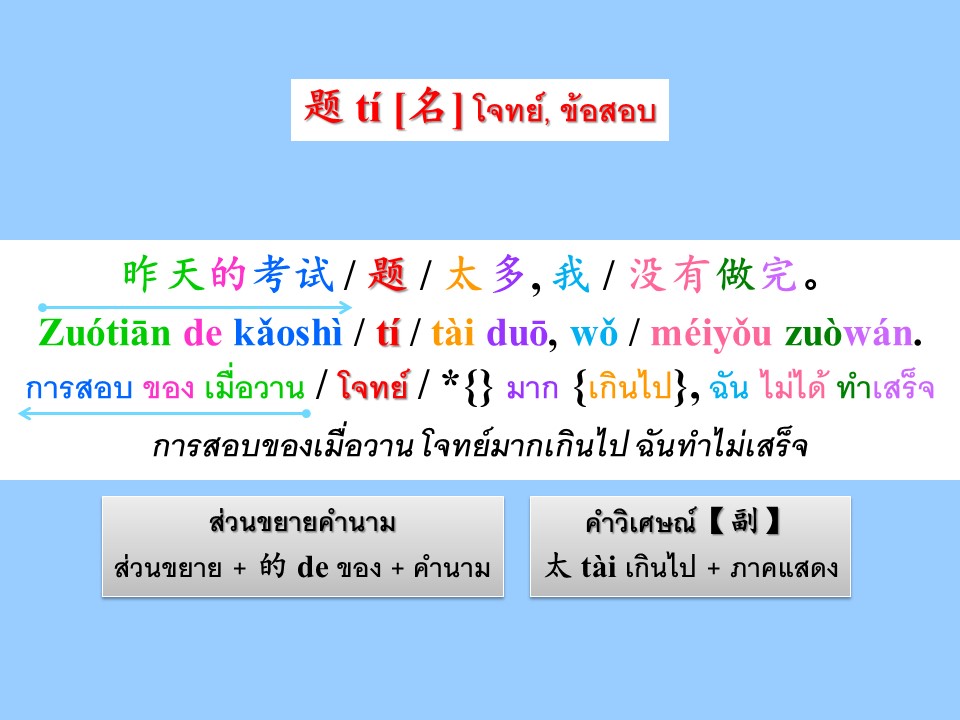 题 tí [名] โจทย์, ข้อสอบ
昨天的考试 / 题 / 太多, 我 / 没有做完。
Zuótiān de kǎoshì / tí / tài duō, wǒ / méiyǒu zuòwán.
การสอบ ของ เมื่อวาน / โจทย์ / *{} มาก {เกินไป}, ฉัน ไม่ได้ ทำเสร็จ
การสอบของเมื่อวาน โจทย์มากเกินไป ฉันทำไม่เสร็จ
ส่วนขยายคำนาม
ส่วนขยาย + 的 de ของ + คำนาม
คำวิเศษณ์【副】
太 tài เกินไป + ภาคแสดง